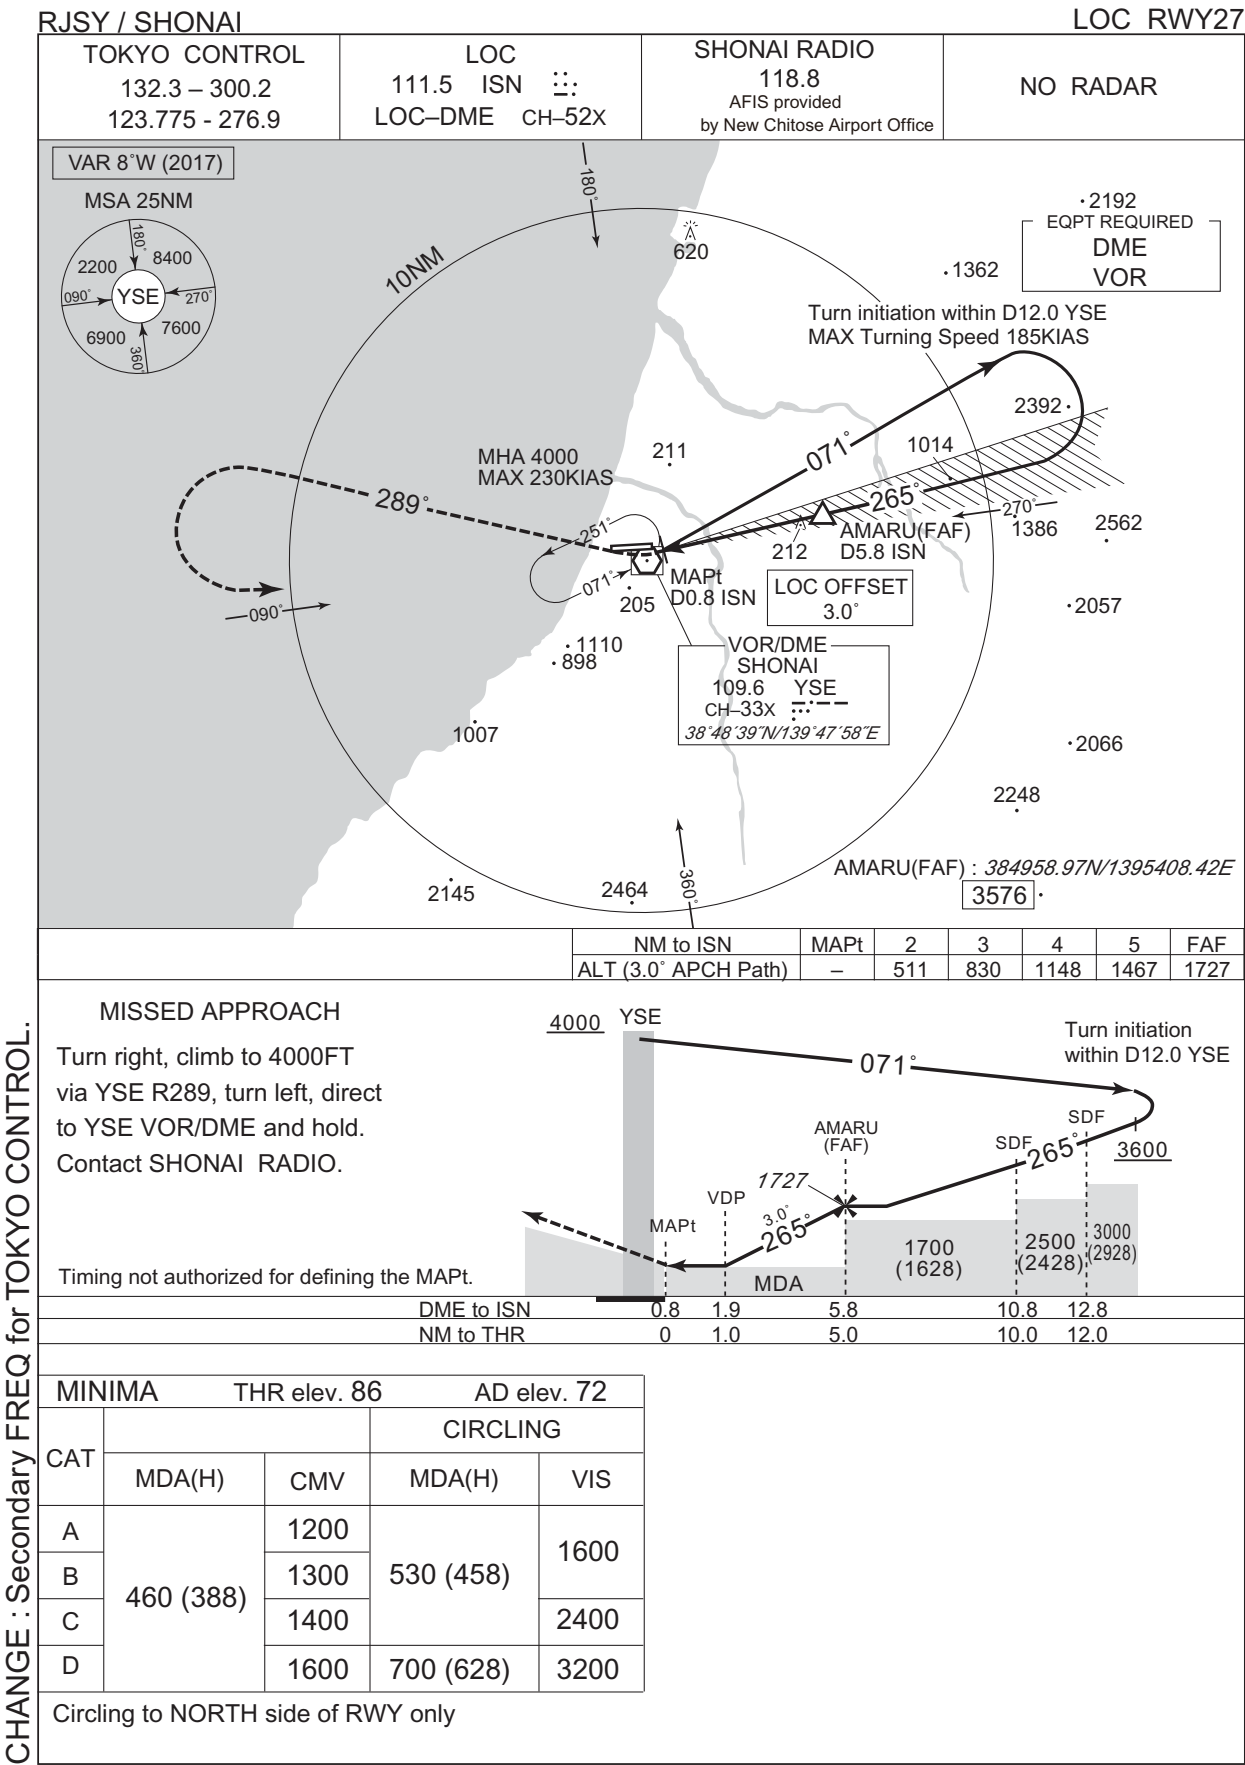 RJSY / SHONAI
LOC RWY27
TOKYO CONTROL
132.3 – 300.2
123.775 - 276.9
LOC
111.5 ISN
LOC–DME CH–52X
SHONAI RADIO
118.8
AFIS provided
by New Chitose Airport Office
NO RADAR
VAR 8°W (2017)
MSA 25NM
180°
2200
8400
090°
YSE
270°
6900
7600
360°
180°
10NM
620
2192
EQPT REQUIRED
DME
VOR
1362
Turn initiation within D12.0 YSE
MAX Turning Speed 185KIAS
2392
1014
071°
211
MHA 4000
MAX 230KIAS
289°
265°
270°
1386
2562
251°
212
AMARU(FAF)
D5.8 ISN
071°
MAPt
D0.8 ISN
LOC OFFSET
3.0°
205
090°
2057
1110
898
VOR/DME
SHONAI
109.6 YSE
CH–33X
38°48´39˝N/139°47´58˝E
1007
2066
2248
AMARU(FAF) : 384958.97N/1395408.42E
3576
2145
2464
360°
NM to ISN MAPt 2 3 4 5 FAF
ALT (3.0° APCH Path) – 511 830 1148 1467 1727
MISSED APPROACH
Turn right, climb to 4000FT
via YSE R289, turn left, direct
to YSE VOR/DME and hold.
Contact SHONAI RADIO.
Timing not authorized for defining the MAPt.
4000
YSE
071°
Turn initiation
within D12.0 YSE
SDF
SDF
265°
3600
AMARU
(FAF)
1727
VDP
3.0°
265°
MAPt
MDA
1700
(1628)
2500
(2428)
3000
(2928)
DME to ISN 0.8 1.9 5.8 10.8 12.8
NM to THR 0 1.0 5.0 10.0 12.0
MINIMA THR elev. 86 AD elev. 72
CAT
CIRCLING
MDA(H) CMV MDA(H) VIS
A 1200
B 1300
C 1400
D 1600
460 (388)
530 (458)
1600
2400
700 (628) 3200
Circling to NORTH side of RWY only
CHANGE : Secondary FREQ for TOKYO CONTROL.